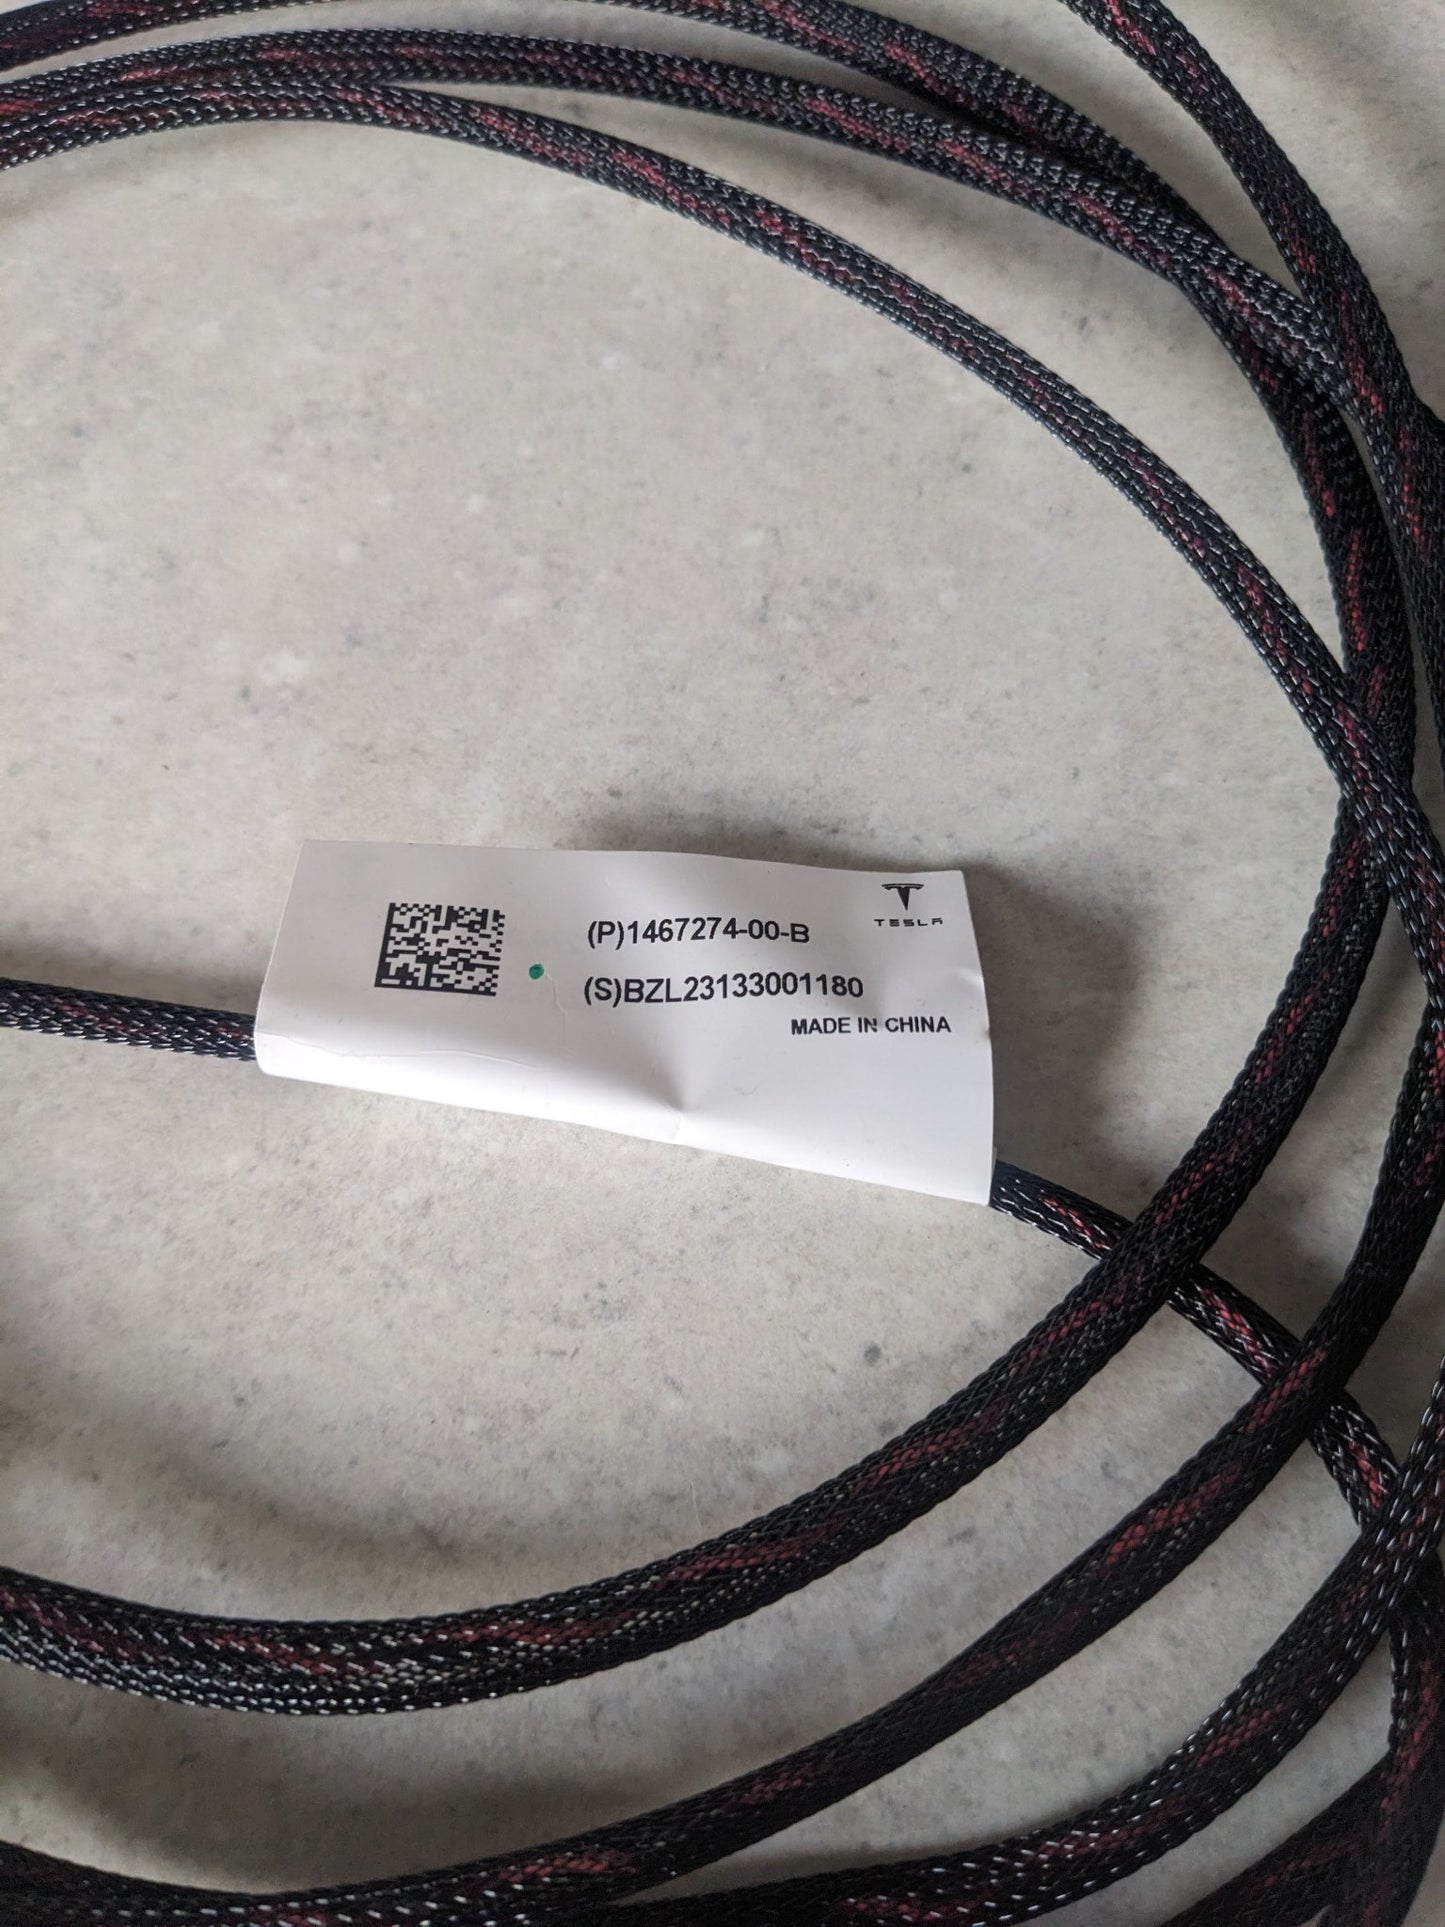 TESLA
(P)1467274-00-B
(S)BZL23133001180
MADE IN CHINA